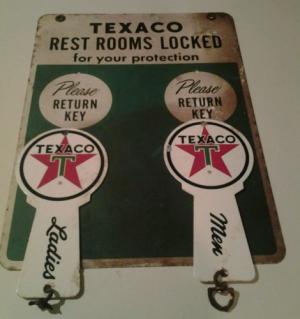 TEXACO
REST ROOMS LOCKED
for your protection
Please
RETURN
KEY
Please
RETURN
KEY
TEXACO
T
Ladies
TEXACO
T
Men